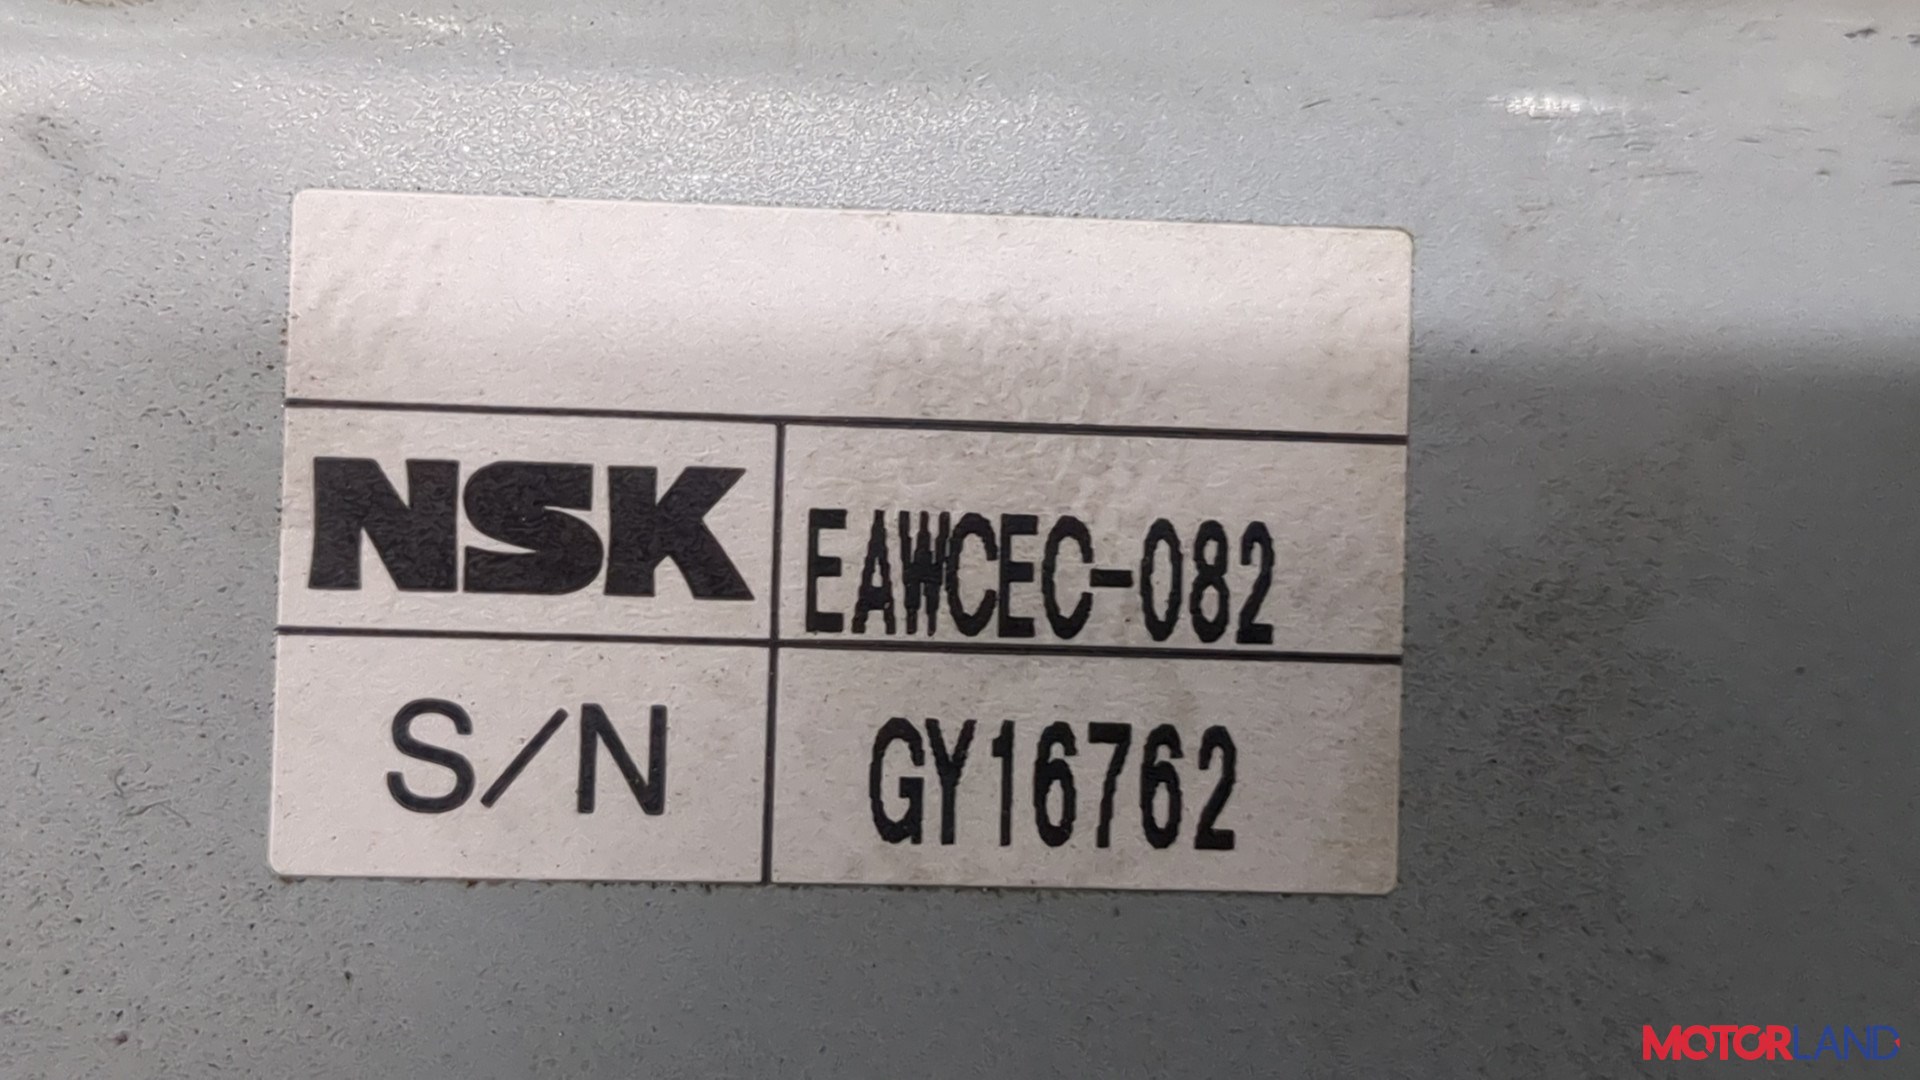 NSK EAWCEC-082
S/N GY16762
MOTORLAND